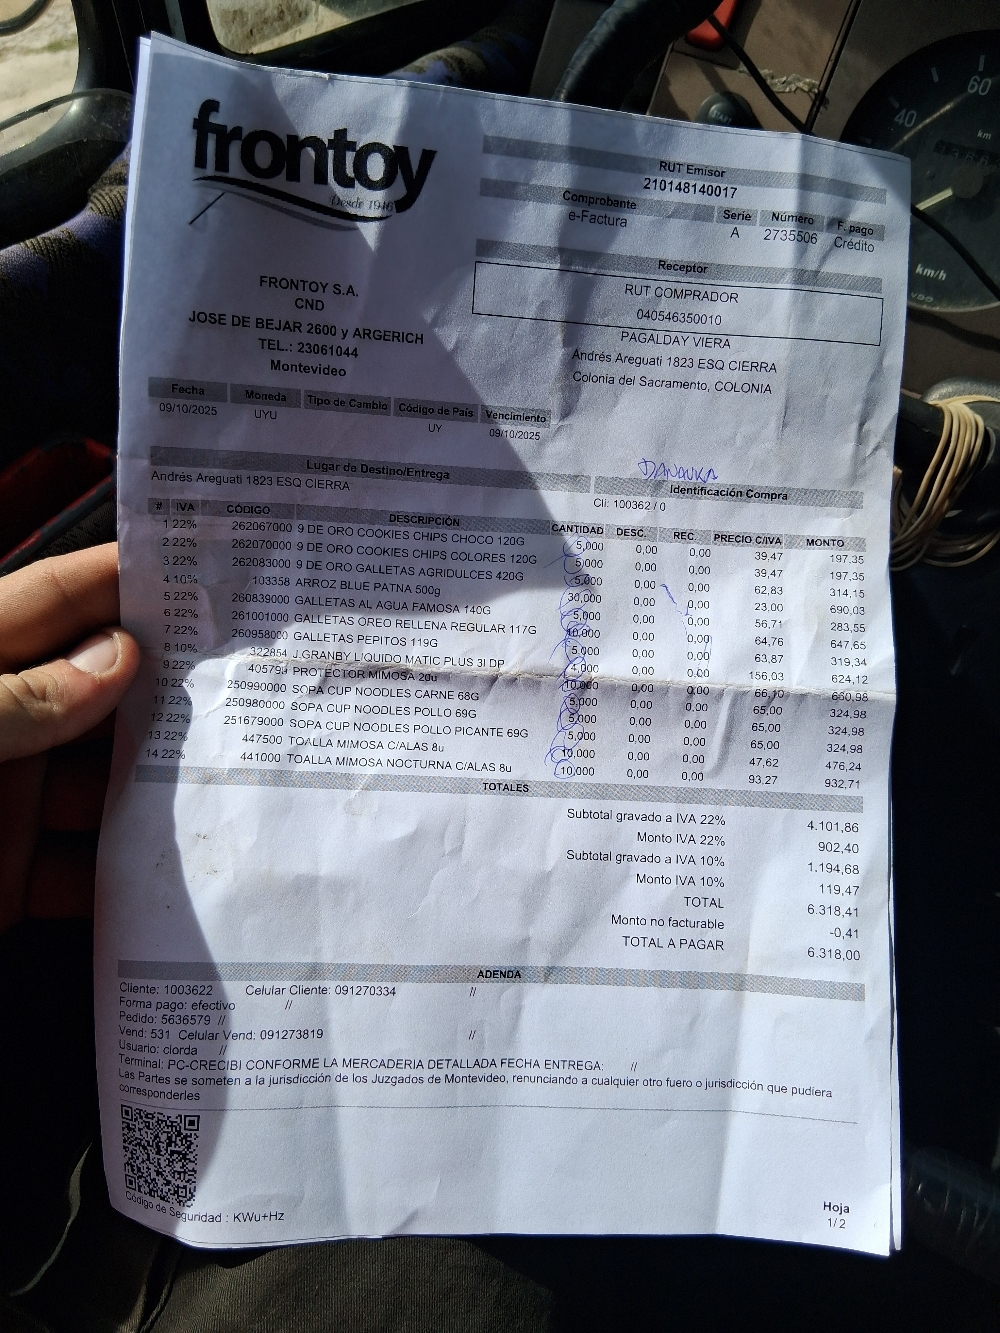 frontoy
Desde 1946
RUT Emisor
210148140017
Comprobante Serie Número F. pago
e-Factura A 2735506 Crédito
Receptor
RUT COMPRADOR
040546350010
PAGALDAY VIERA
Andrés Areguati 1823 ESQ CIERRA
Colonia del Sacramento, COLONIA
FRONTOY S.A.
CND
JOSE DE BEJAR 2600 y ARGERICH
TEL.: 23061044
Montevideo
Fecha Moneda Tipo de Cambio Código de País Vencimiento
09/10/2025 UYU UY 09/10/2025
Lugar de Destino/Entrega
Andrés Areguati 1823 ESQ CIERRA
Identificación Compra
Cli: 100362 / 0
# IVA CÓDIGO DESCRIPCIÓN CANTIDAD DESC. REC. PRECIO C/IVA MONTO
1 22% 262067000 9 DE ORO COOKIES CHIPS CHOCO 120G 5,000 0,00 0,00 39,47 197,35
2 22% 262070000 9 DE ORO COOKIES CHIPS COLORES 120G 5,000 0,00 0,00 39,47 197,35
3 22% 262083000 9 DE ORO GALLETAS AGRIDULCES 420G 5,000 0,00 0,00 62,83 314,15
4 10% 103358 ARROZ BLUE PATNA 500g 30,000 0,00 0,00 23,00 690,03
5 22% 260839000 GALLETAS AL AGUA FAMOSA 140G 5,000 0,00 0,00 56,71 283,55
6 22% 261001000 GALLETAS OREO RELLENA REGULAR 117G 10,000 0,00 0,00 64,76 647,65
7 22% 260958000 GALLETAS PEPITOS 119G 5,000 0,00 0,00 63,87 319,34
8 10% 322854 J.GRANBY LIQUIDO MATIC PLUS 3l DP 4,000 0,00 0,00 156,03 624,12
9 22% 405794 PROTECTOR MIMOSA 20u 10,000 0,00 0,00 66,10 660,98
10 22% 250990000 SOPA CUP NOODLES CARNE 68G 5,000 0,00 0,00 65,00 324,98
11 22% 250980000 SOPA CUP NOODLES POLLO 69G 5,000 0,00 0,00 65,00 324,98
12 22% 251679000 SOPA CUP NOODLES POLLO PICANTE 69G 5,000 0,00 0,00 65,00 324,98
13 22% 447500 TOALLA MIMOSA C/ALAS 8u 10,000 0,00 0,00 47,62 476,24
14 22% 441000 TOALLA MIMOSA NOCTURNA C/ALAS 8u 10,000 0,00 0,00 93,27 932,71
TOTALES
Subtotal gravado a IVA 22% 4.101,86
Monto IVA 22% 902,40
Subtotal gravado a IVA 10% 1.194,68
Monto IVA 10% 119,47
TOTAL 6.318,41
Monto no facturable -0,41
TOTAL A PAGAR 6.318,00
ADENDA
Cliente: 1003622 Celular Cliente: 091270334 //
Forma pago: efectivo //
Pedido: 5636579 //
Vend: 531 Celular Vend: 091273819 //
Usuario: clorda //
Terminal: PC-CRECIBI CONFORME LA MERCADERIA DETALLADA FECHA ENTREGA: //
Las Partes se someten a la jurisdicción de los Juzgados de Montevideo, renunciando a cualquier otro fuero o jurisdicción que pudiera
corresponderles
Código de Seguridad : KWu+Hz
Hoja
1/2
40
60
km
km/h
VDO